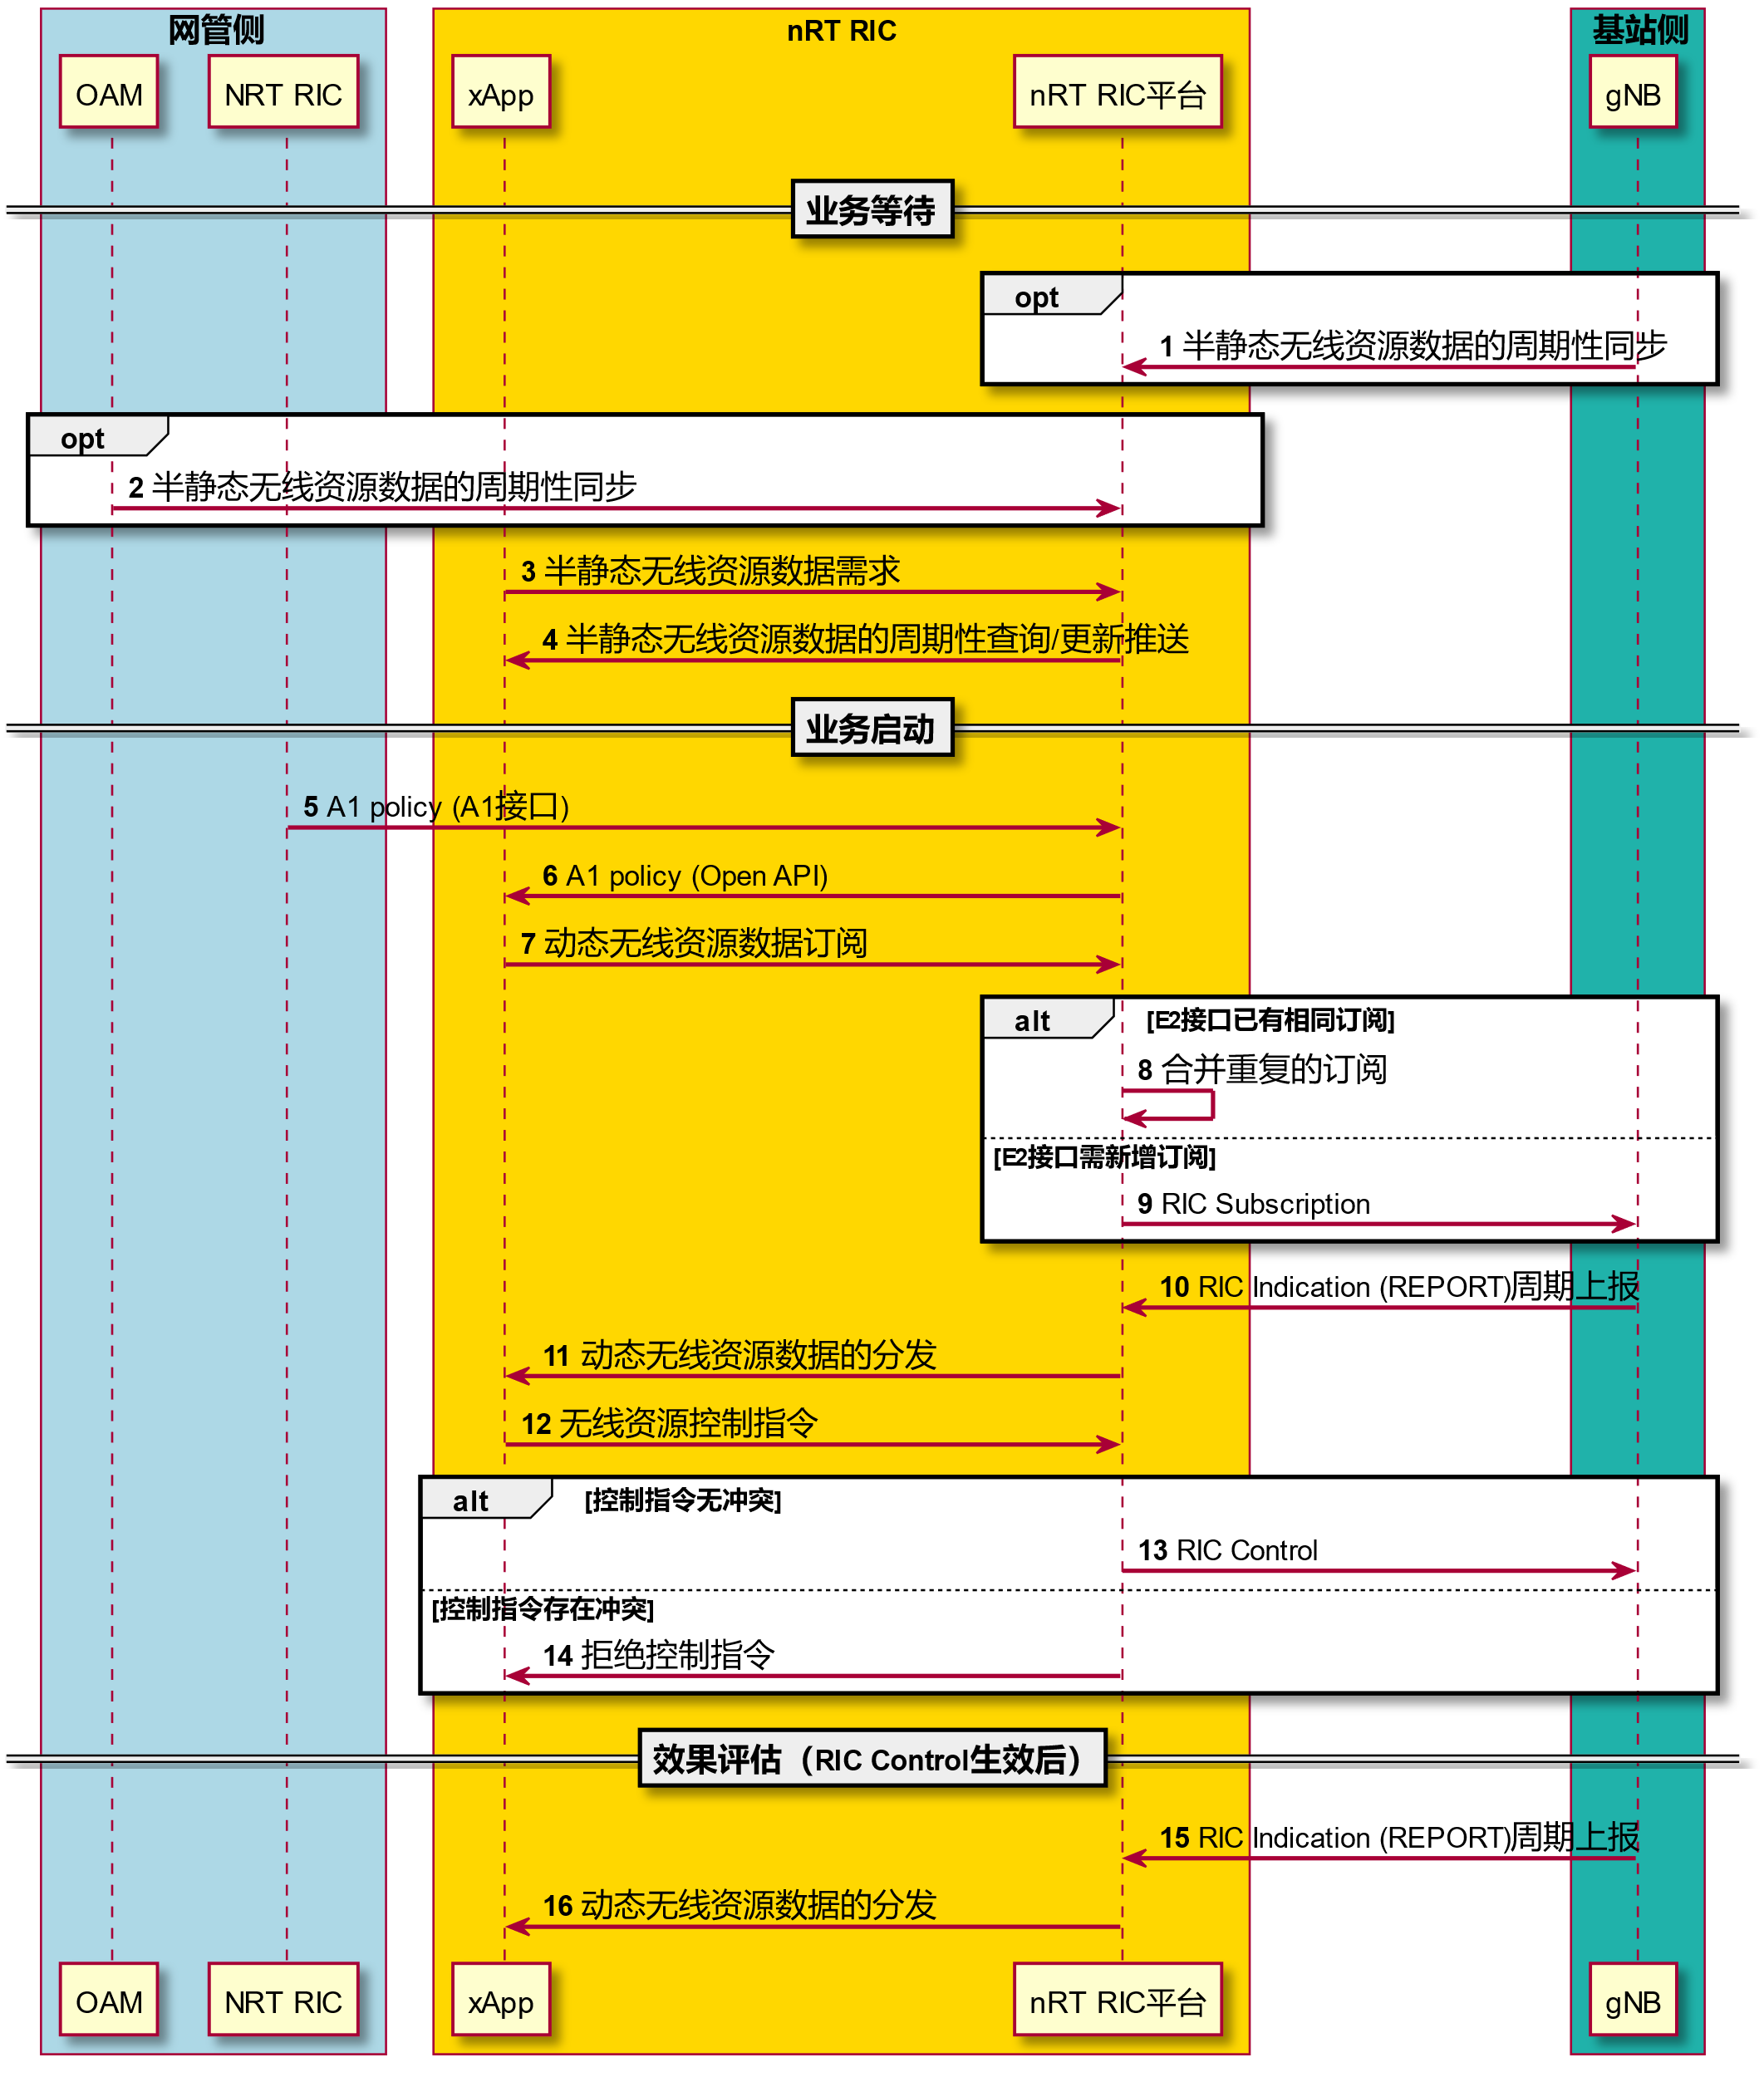 网管侧
nRT RIC
基站侧
OAM
NRT RIC
xApp
nRT RIC平台
gNB
业务等待
opt
1 半静态无线资源数据的周期性同步
opt
2 半静态无线资源数据的周期性同步
3 半静态无线资源数据需求
4 半静态无线资源数据的周期性查询/更新推送
业务启动
5 A1 policy (A1接口)
6 A1 policy (Open API)
7 动态无线资源数据订阅
alt [E2接口已有相同订阅]
8 合并重复的订阅
[E2接口需新增订阅]
9 RIC Subscription
10 RIC Indication (REPORT)周期上报
11 动态无线资源数据的分发
12 无线资源控制指令
alt [控制指令无冲突]
13 RIC Control
[控制指令存在冲突]
14 拒绝控制指令
效果评估（RIC Control生效后）
15 RIC Indication (REPORT)周期上报
16 动态无线资源数据的分发
OAM
NRT RIC
xApp
nRT RIC平台
gNB